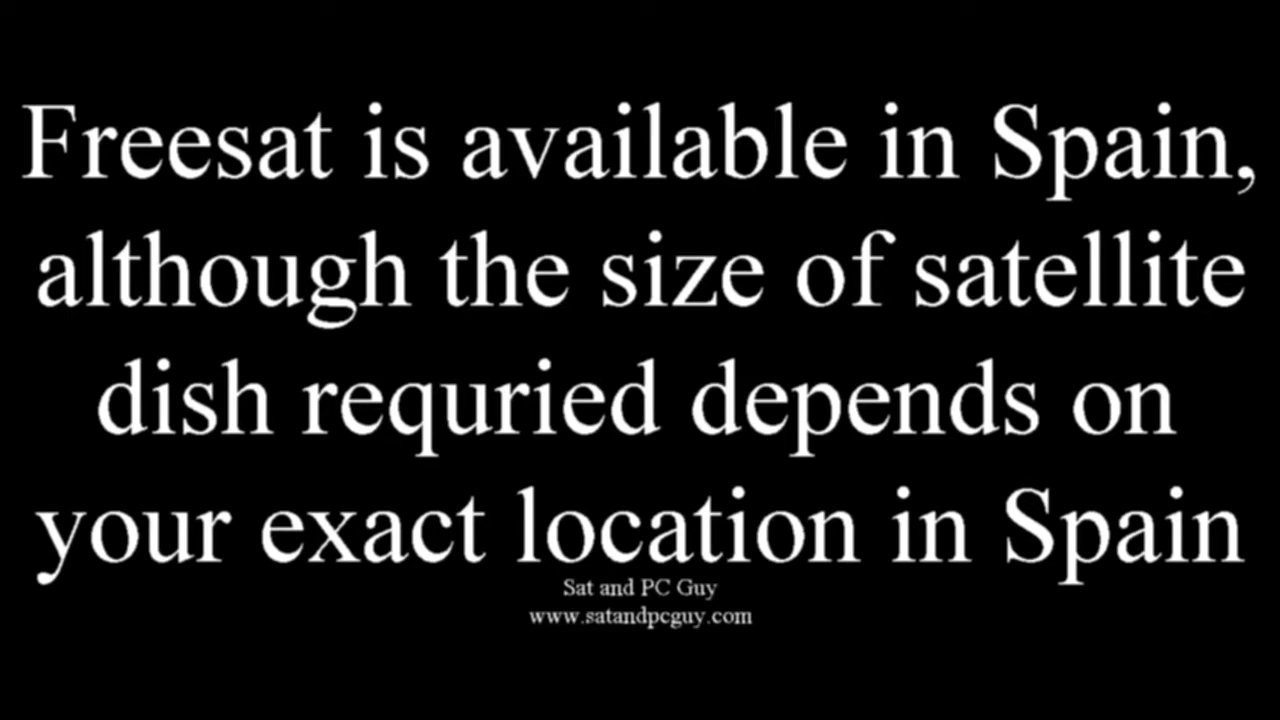 Freesat is available in Spain,
although the size of satellite
dish requried depends on
your exact location in Spain
Sat and PC Guy
www.satandpcguy.com